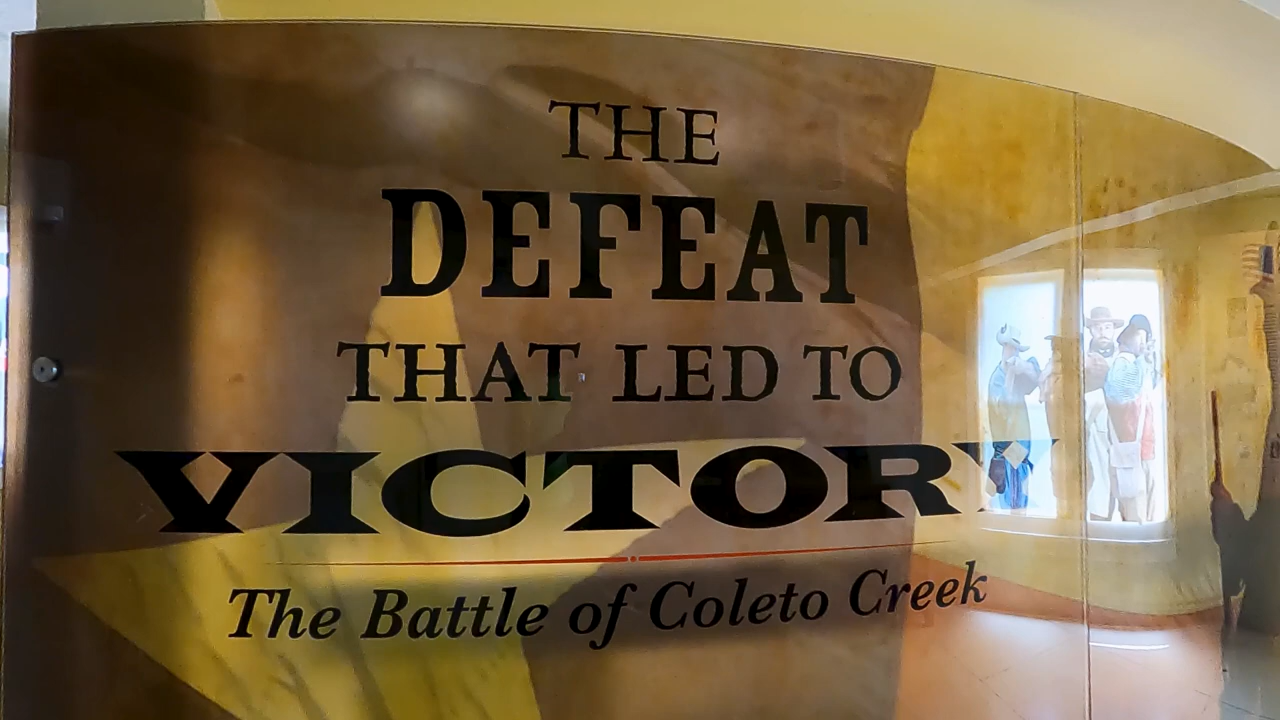 THE
DEFEAT
THAT LED TO
VICTORY
The Battle of Coleto Creek